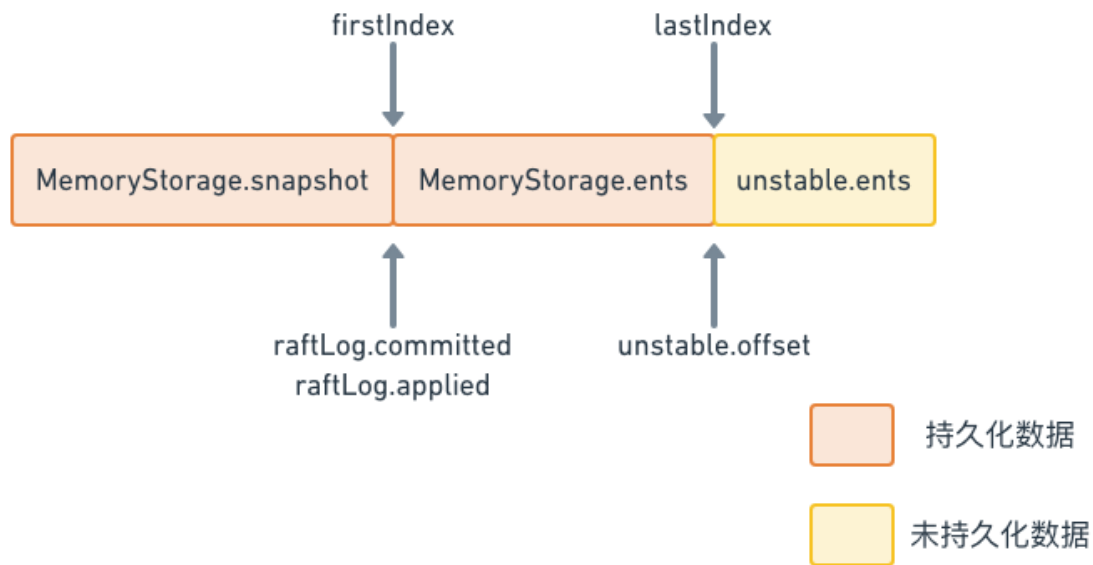 firstIndex
lastIndex
MemoryStorage.snapshot
MemoryStorage.ents
unstable.ents
raftLog.committed
raftLog.applied
unstable.offset
持久化数据
未持久化数据